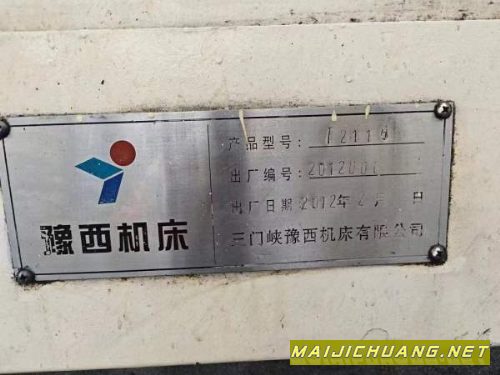 豫西机床
产品型号:
出厂编号:
出厂日期 2012年2月 日
三门峡豫西机床有限公司
MAIJICHUANG.NET